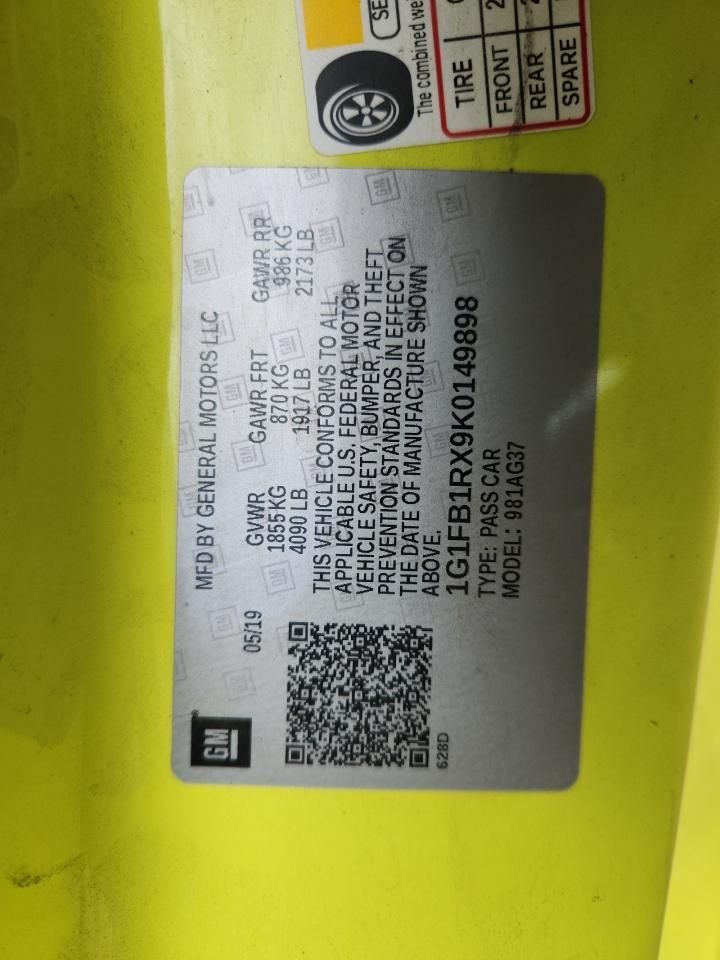 GM
MFD BY GENERAL MOTORS LLC
05/19
GVWR GAWR FRT GAWR RR
1855 KG 870 KG 986 KG
4090 LB 1917 LB 2173 LB
THIS VEHICLE CONFORMS TO ALL
APPLICABLE U.S. FEDERAL MOTOR
VEHICLE SAFETY, BUMPER, AND THEFT
PREVENTION STANDARDS IN EFFECT ON
THE DATE OF MANUFACTURE SHOWN
ABOVE.
1G1FB1RX9K0149898
TYPE: PASS CAR
MODEL: 981AG37
628D
The combined
TIRE
FRONT
REAR
SPARE